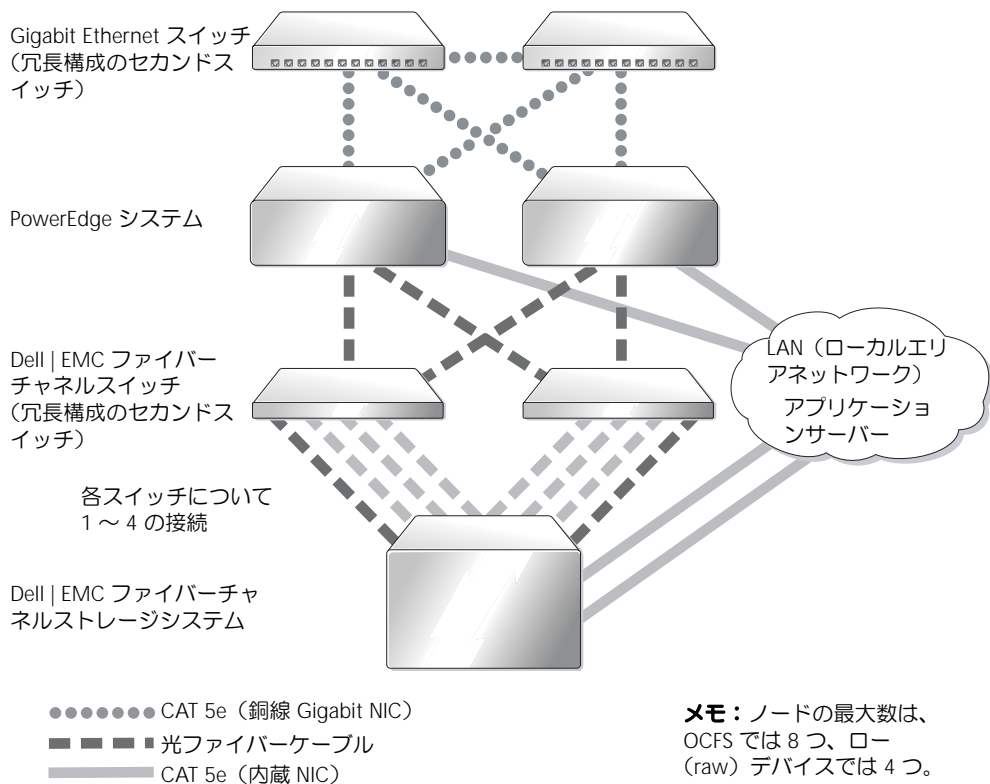 Gigabit Ethernet スイッチ
（冗長構成のセカンドス
イッチ）
PowerEdge システム
Dell | EMC ファイバー
チャネルスイッチ
（冗長構成のセカンドス
イッチ）
LAN（ローカルエリ
アネットワーク）
アプリケーショ
ンサーバー
各スイッチについて
1 ～ 4 の接続
Dell | EMC ファイバーチャ
ネルストレージシステム
CAT 5e（銅線 Gigabit NIC）
光ファイバーケーブル
CAT 5e（内蔵 NIC）
メモ：ノードの最大数は、
OCFS では 8 つ、ロー
(raw）デバイスでは 4 つ。